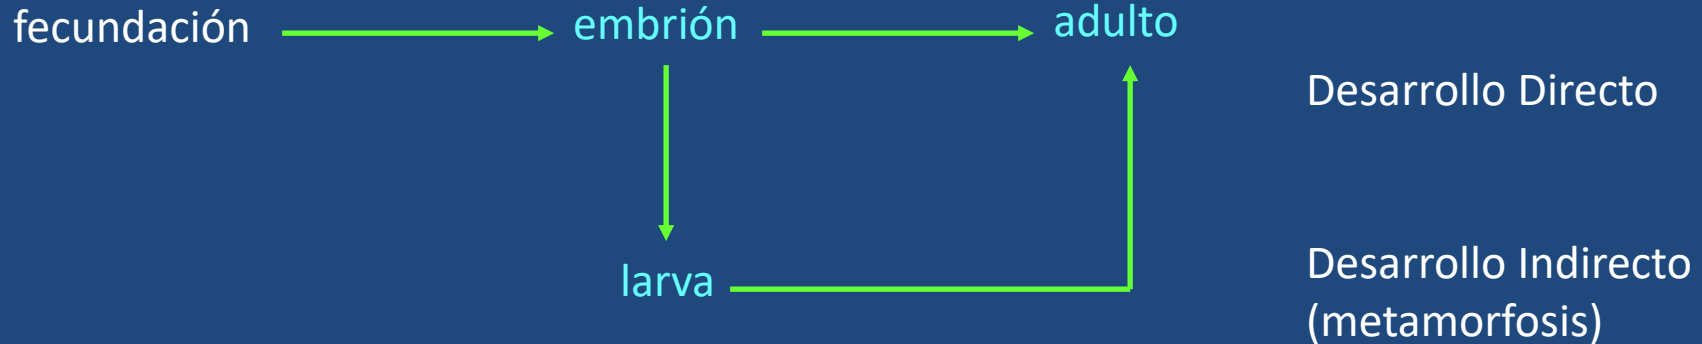 fecundación
embrión
adulto
Desarrollo Directo
larva
Desarrollo Indirecto
(metamorfosis)